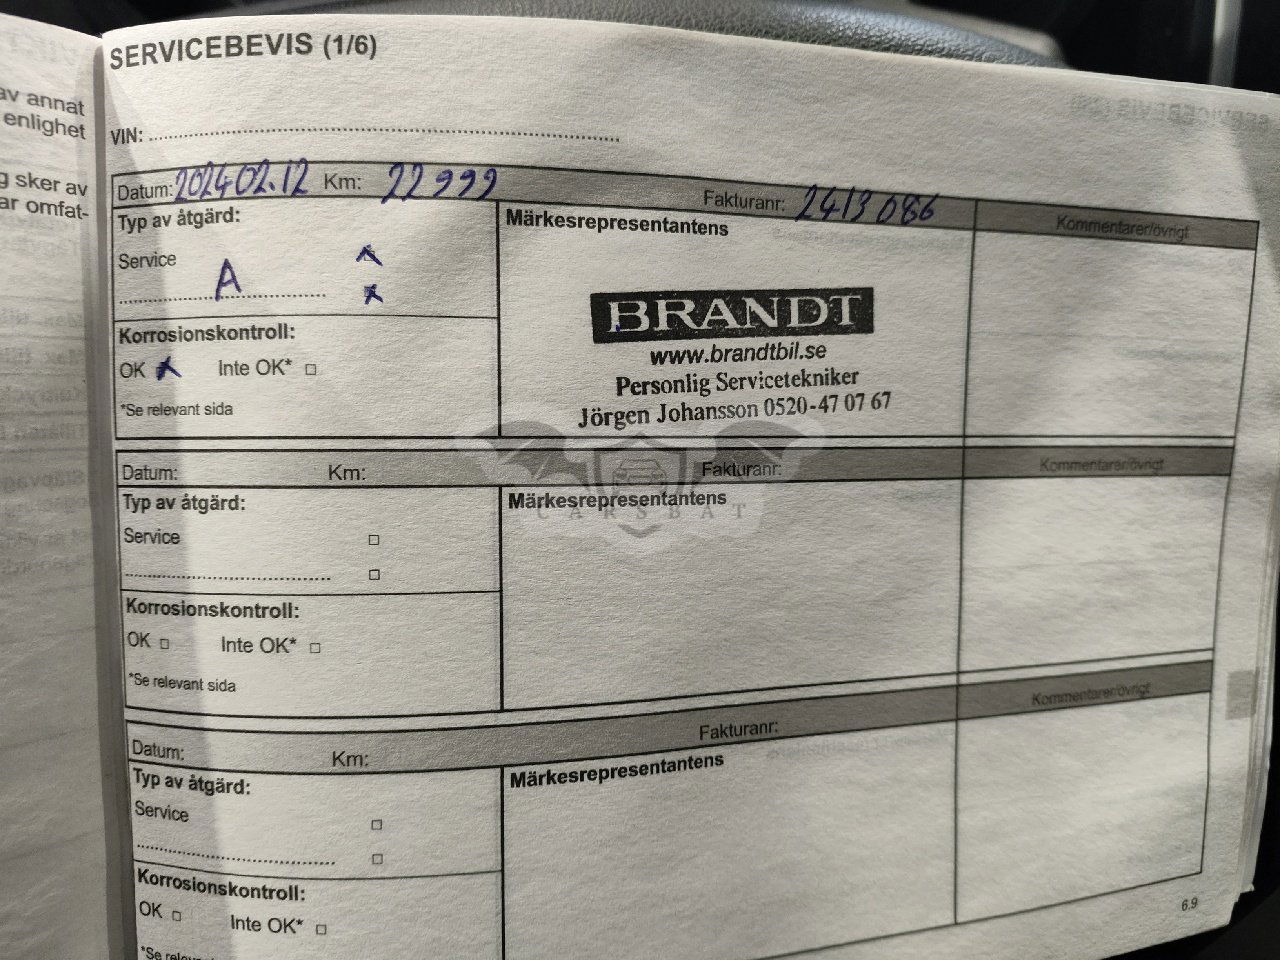 av annat
enlighet
g sker av
ar omfat-
SERVICEBEVIS (1/6)
VIN:
Datum: 2024 02.12 Km: 22999 Fakturanr: 2413086 Kommentarer/övrigt
Typ av åtgärd: Märkesrepresentantens
Service
A
BRANDT
www.brandtbil.se
Personlig Servicetekniker
Jörgen Johansson 0520-47 07 67
Korrosionskontroll:
OK Inte OK*
*Se relevant sida
CARSBAT
Datum: Km: Fakturanr: Kommentarer/övrigt
Typ av åtgärd: Märkesrepresentantens
Service
Korrosionskontroll:
OK Inte OK*
*Se relevant sida
Datum: Km: Fakturanr: Kommentarer/övrigt
Typ av åtgärd: Märkesrepresentantens
Service
Korrosionskontroll:
OK Inte OK*
*Se
6.9